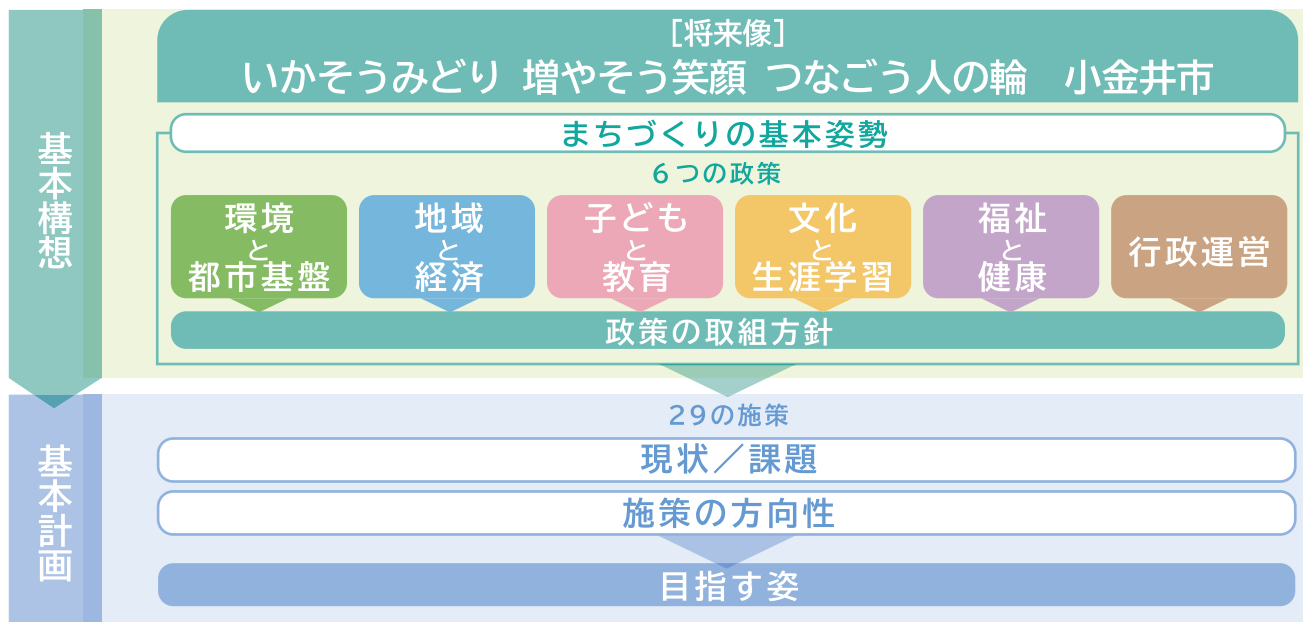 基本構想
［将来像］
いかそうみどり 増やそう笑顔 つなごう人の輪　小金井市
まちづくりの基本姿勢
６つの政策
環境
と
都市基盤
地域
と
経済
子ども
と
教育
文化
と
生涯学習
福祉
と
健康
行政運営
政策の取組方針
基本計画
29の施策
現状／課題
施策の方向性
目指す姿